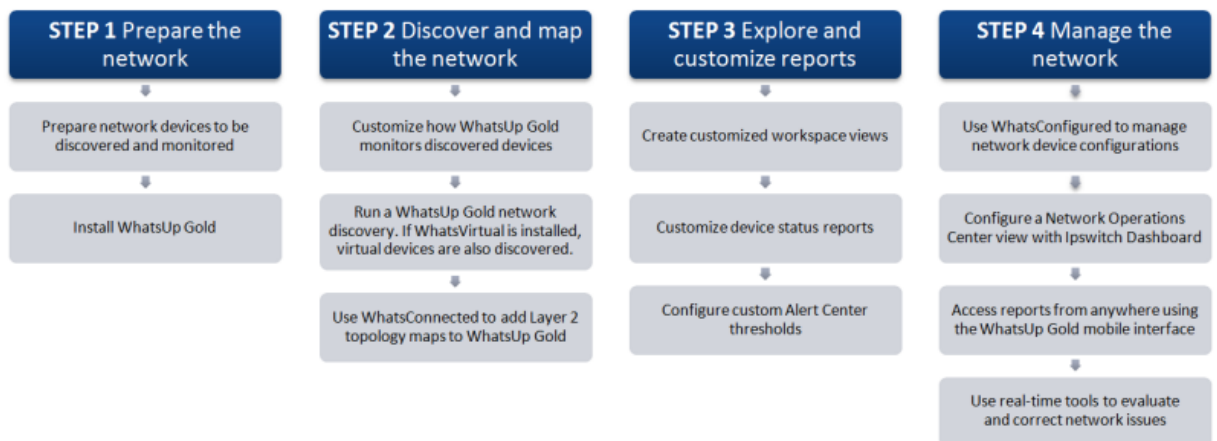 STEP 1 Prepare the
network
Prepare network devices to be
discovered and monitored
Install WhatsUp Gold
STEP 2 Discover and map
the network
Customize how WhatsUp Gold
monitors discovered devices
Run a WhatsUp Gold network
discovery. If WhatsVirtual is installed,
virtual devices are also discovered.
Use WhatsConnected to add Layer 2
topology maps to WhatsUp Gold
STEP 3 Explore and
customize reports
Create customized workspace views
Customize device status reports
Configure custom Alert Center
thresholds
STEP 4 Manage the
network
Use WhatsConfigured to manage
network device configurations
Configure a Network Operations
Center view with Ipswitch Dashboard
Access reports from anywhere using
the WhatsUp Gold mobile interface
Use real-time tools to evaluate
and correct network issues